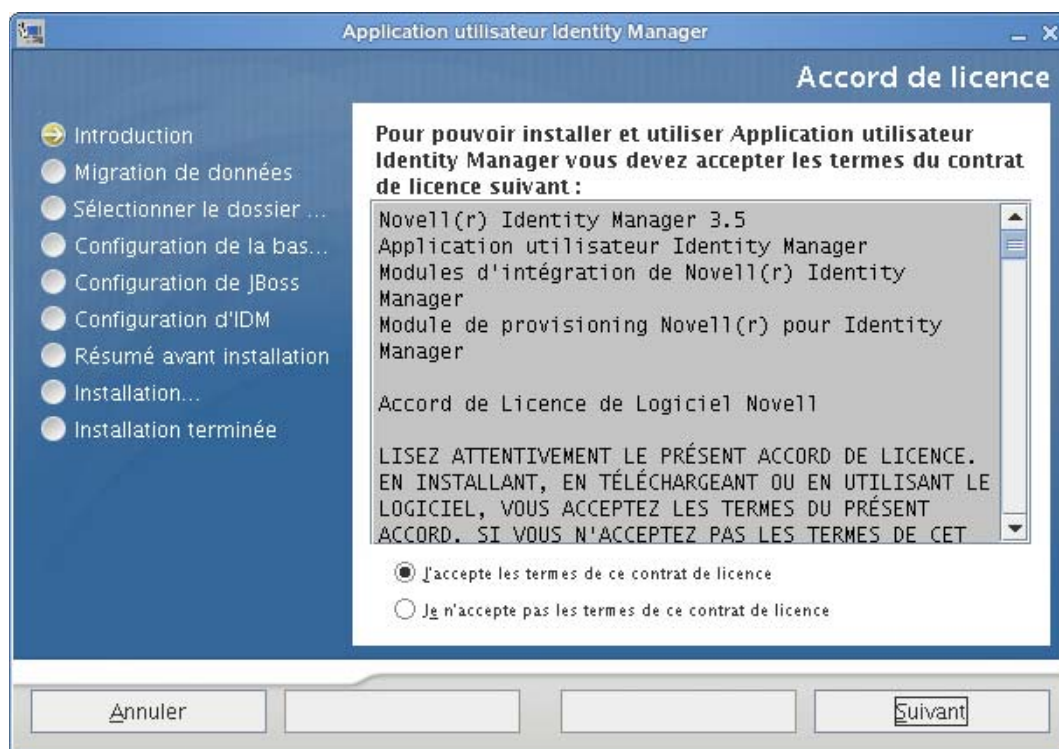 Application utilisateur Identity Manager
Accord de licence
Introduction
Migration de données
Sélectionner le dossier ...
Configuration de la bas...
Configuration de JBoss
Configuration d'IDM
Résumé avant installation
Installation...
Installation terminée
Pour pouvoir installer et utiliser Application utilisateur
Identity Manager vous devez accepter les termes du contrat
de licence suivant :
Novell(r) Identity Manager 3.5
Application utilisateur Identity Manager
Modules d'intégration de Novell(r) Identity
Manager
Module de provisioning Novell(r) pour Identity
Manager
Accord de Licence de Logiciel Novell
LISEZ ATTENTIVEMENT LE PRÉSENT ACCORD DE LICENCE.
EN INSTALLANT, EN TÉLÉCHARGEANT OU EN UTILISANT LE
LOGICIEL, VOUS ACCEPTEZ LES TERMES DU PRÉSENT
ACCORD. SI VOUS N'ACCEPTEZ PAS LES TERMES DE CET
J'accepte les termes de ce contrat de licence
Je n'accepte pas les termes de ce contrat de licence
Annuler
Suivant